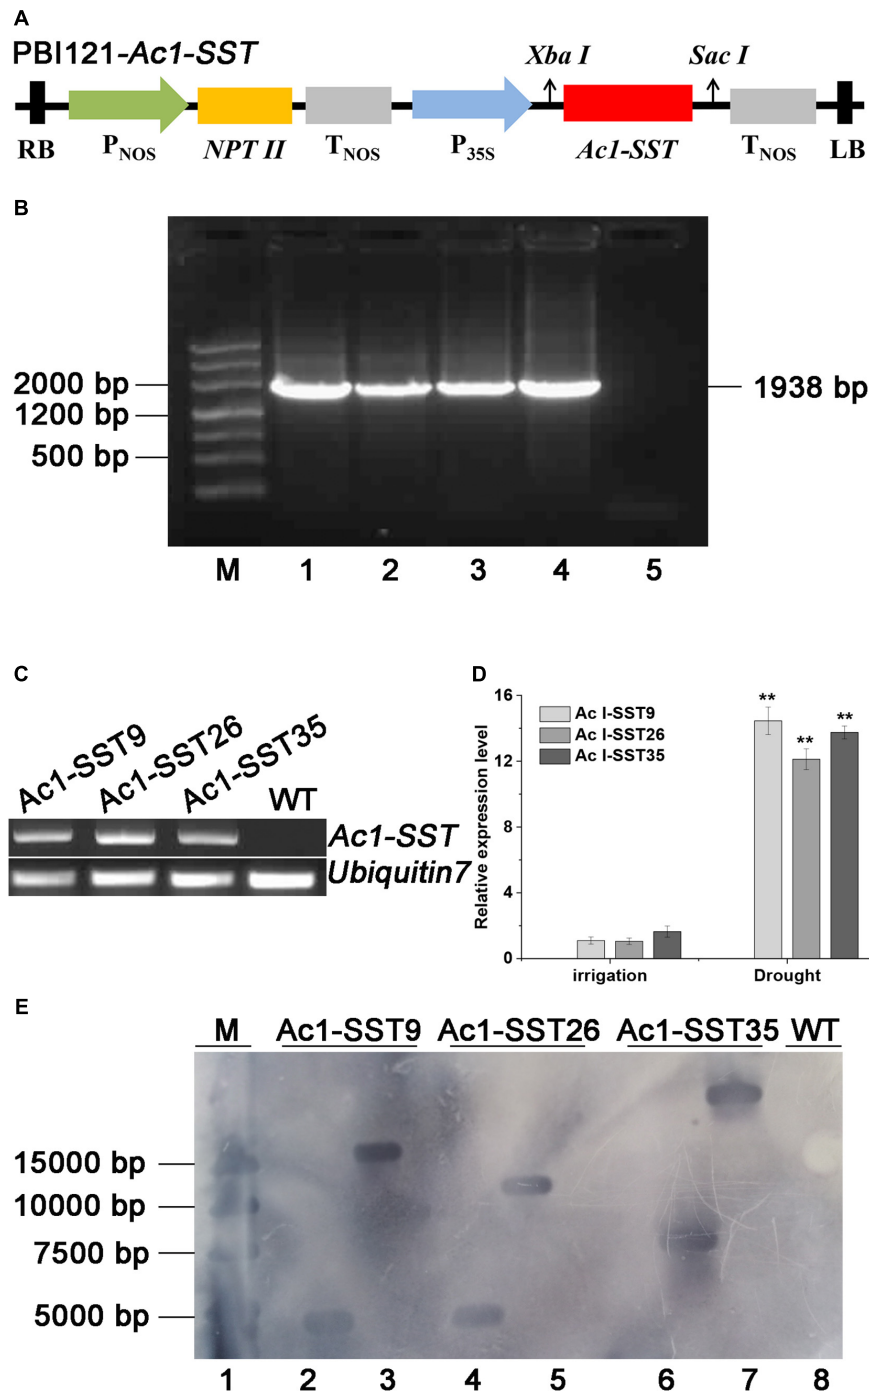 A
PBI121-Ac1-SST
Xba I Sac I
RB PNOS NPT II TNOS P35S Ac1-SST TNOS LB
B
2000 bp
1200 bp
500 bp
1938 bp
M 1 2 3 4 5
C
Ac1-SST9 Ac1-SST26 Ac1-SST35 WT
Ac1-SST
Ubiquitin7
D
Relative expression level
16
12
8
4
0
Ac I-SST9
Ac I-SST26
Ac I-SST35
** ** **
irrigation Drought
E
M Ac1-SST9 Ac1-SST26 Ac1-SST35 WT
15000 bp
10000 bp
7500 bp
5000 bp
1 2 3 4 5 6 7 8